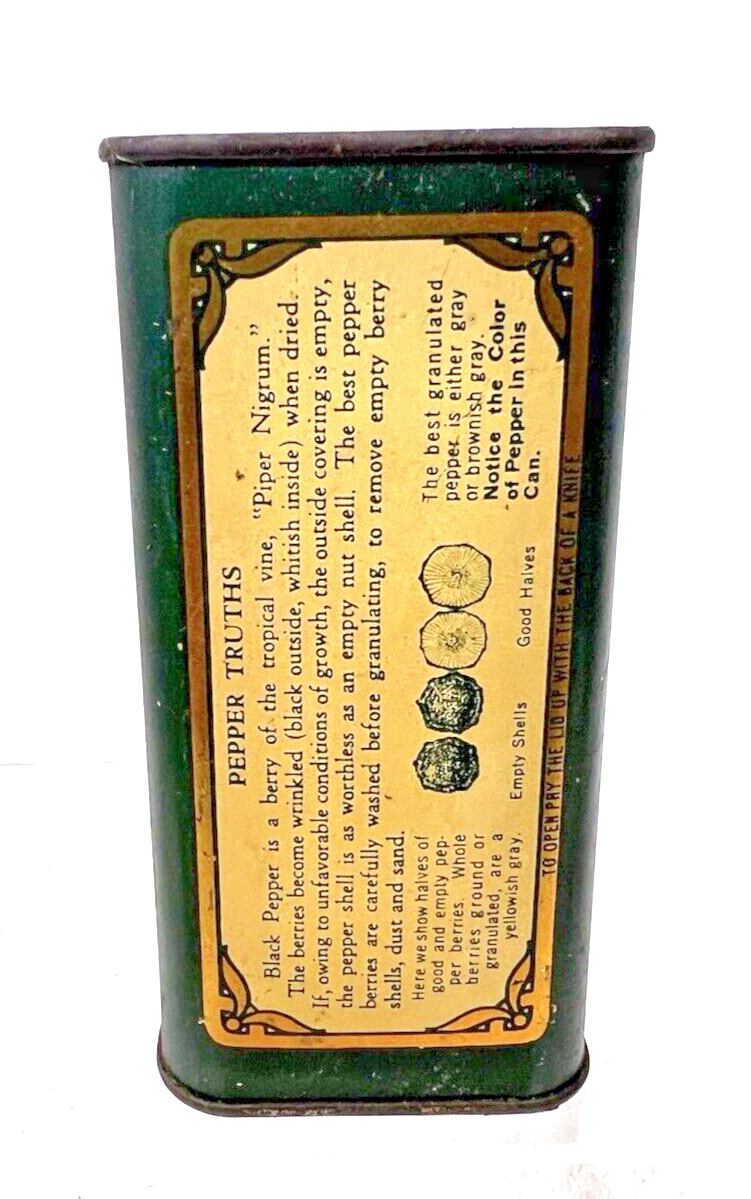 PEPPER TRUTHS
Black Pepper is a berry of the tropical vine, "Piper Nigrum."
The berries become wrinkled (black outside, whitish inside) when dried.
If, owing to unfavorable conditions of growth, the outside covering is empty,
the pepper shell is as worthless as an empty nut shell. The best pepper
berries are carefully washed before granulating, to remove empty berry
shells, dust and sand.
Here we show halves of
good and empty pep-
per berries. Whole
berries ground or
granulated, are a
yellowish gray.
Empty Shells
Good Halves
The best granulated
pepper is either gray
or brownish gray.
Notice the Color
of Pepper in this
Can.
TO OPEN PRY THE LID UP WITH THE BACK OF A KNIFE